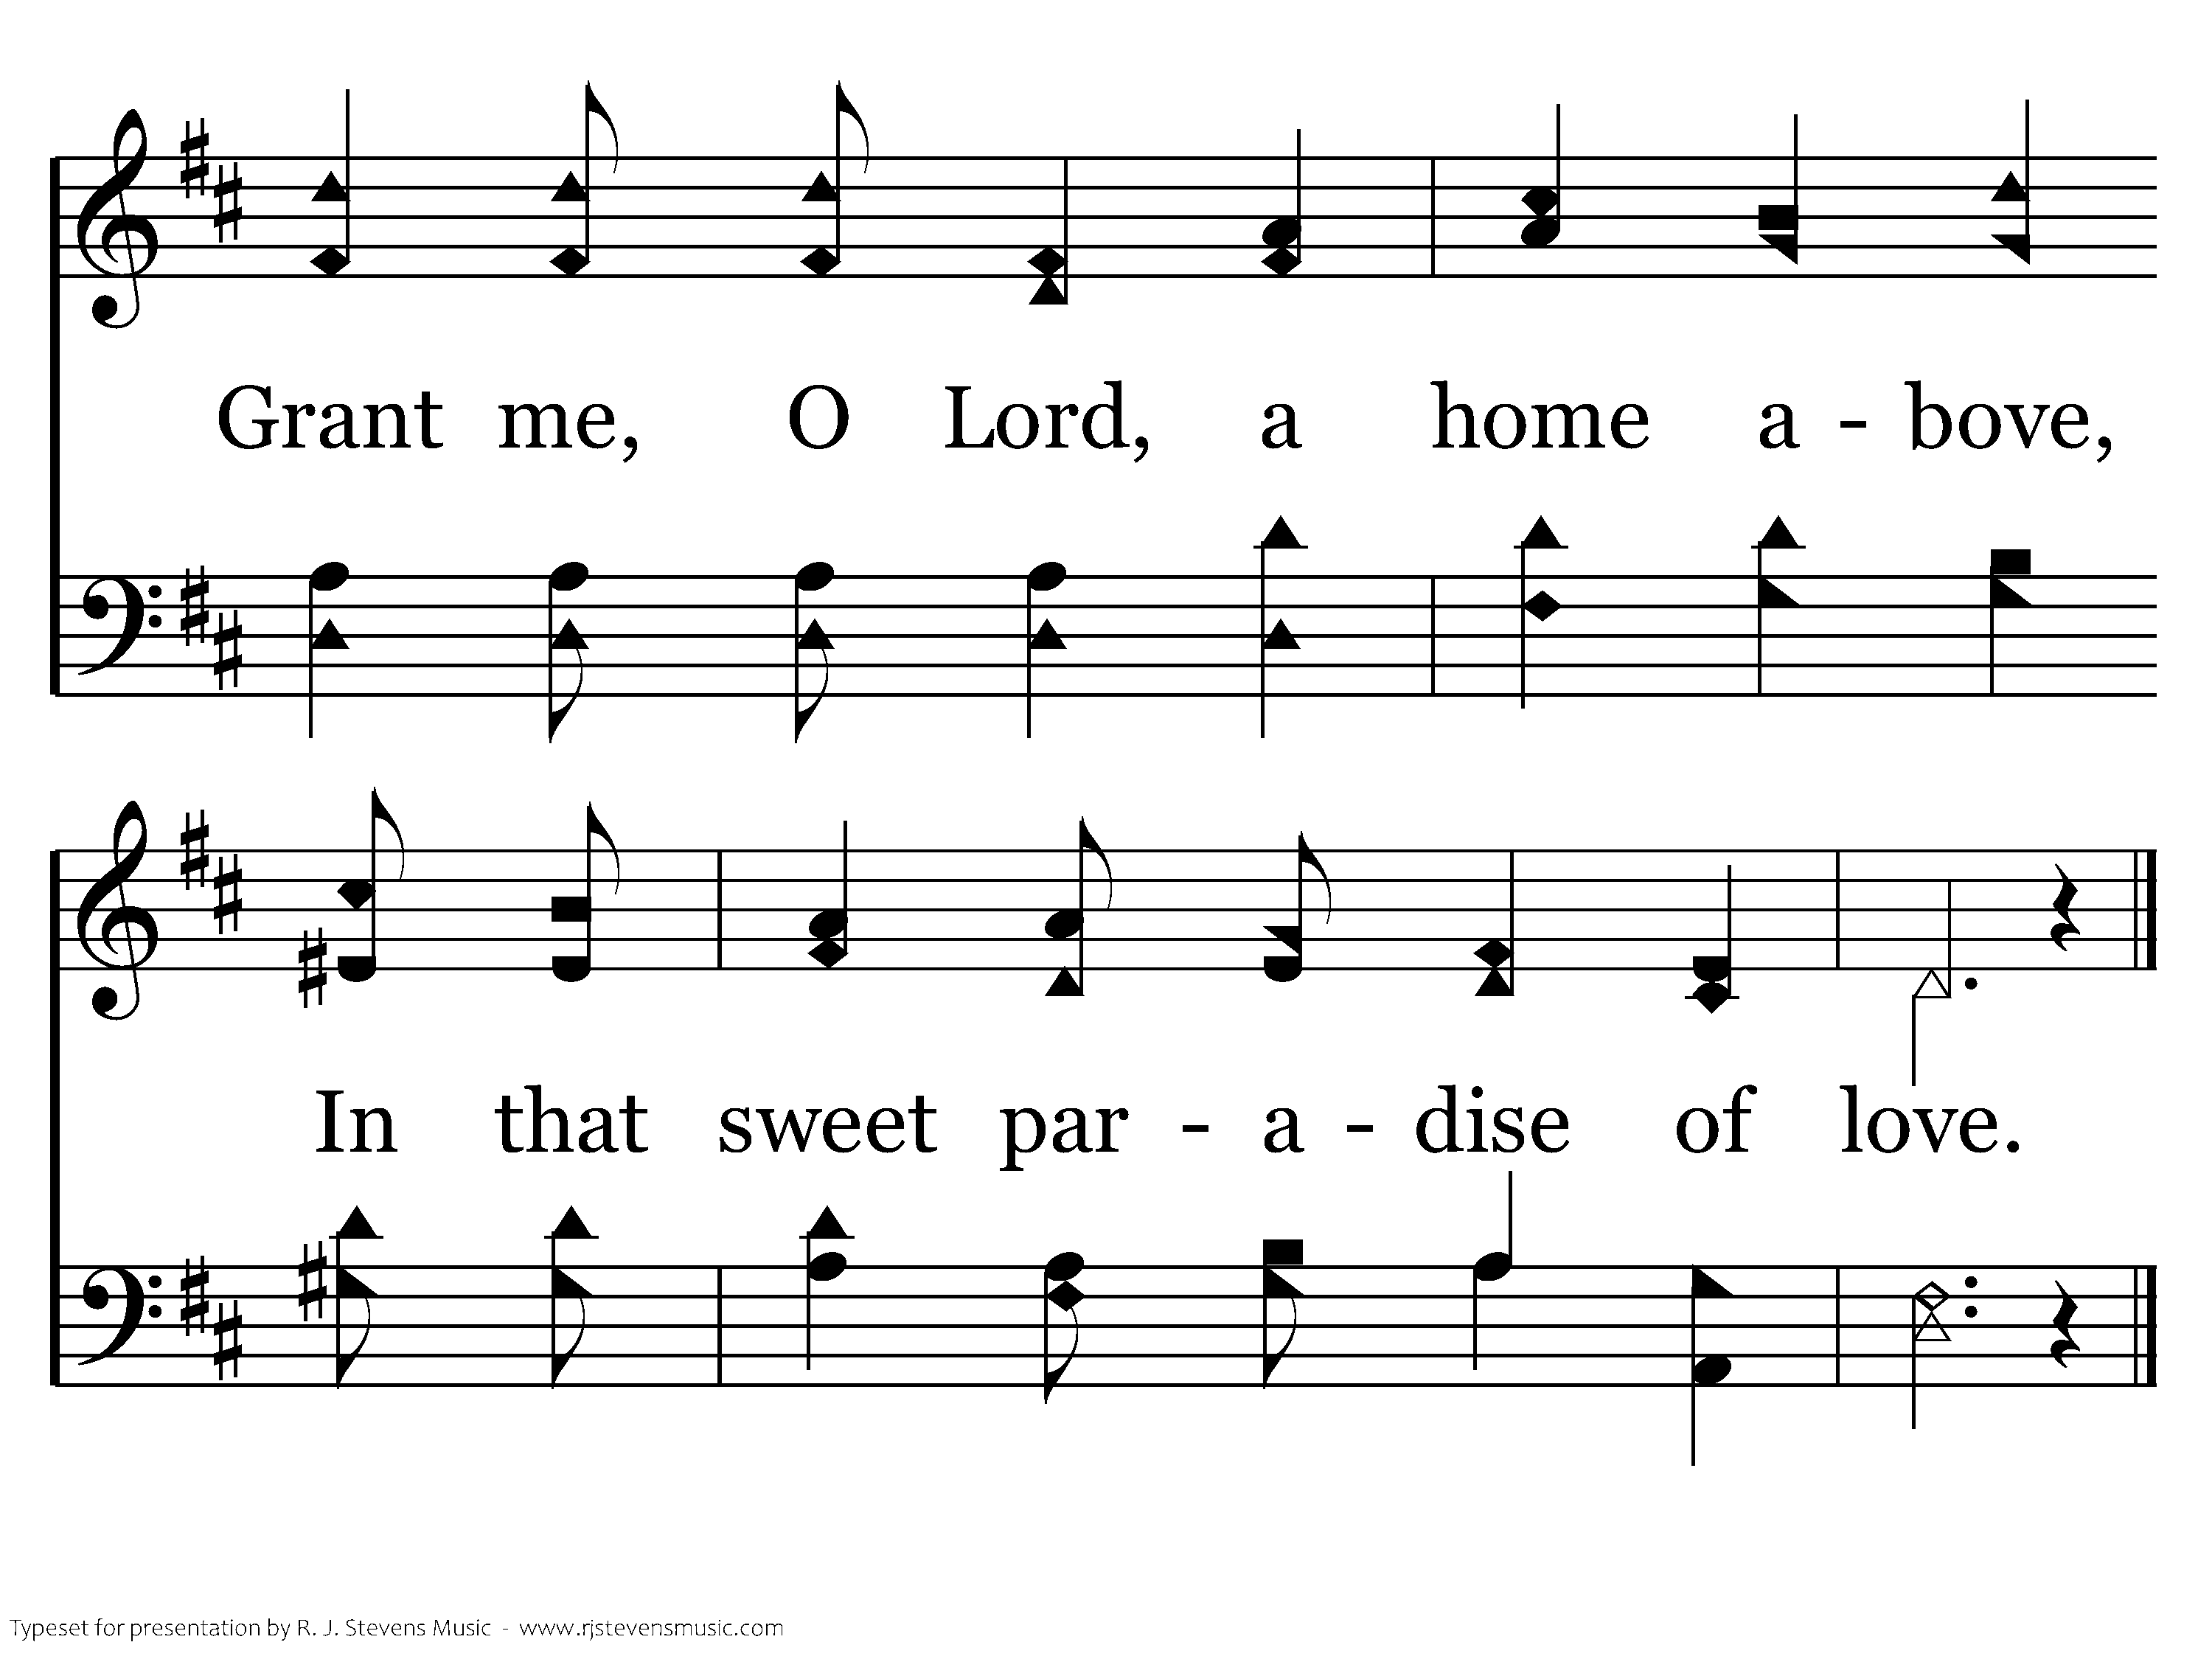 Grant me, O Lord, a home a - bove,
In that sweet par - a - dise of love.
Typeset for presentation by R. J. Stevens Music - www.rjstevensmusic.com